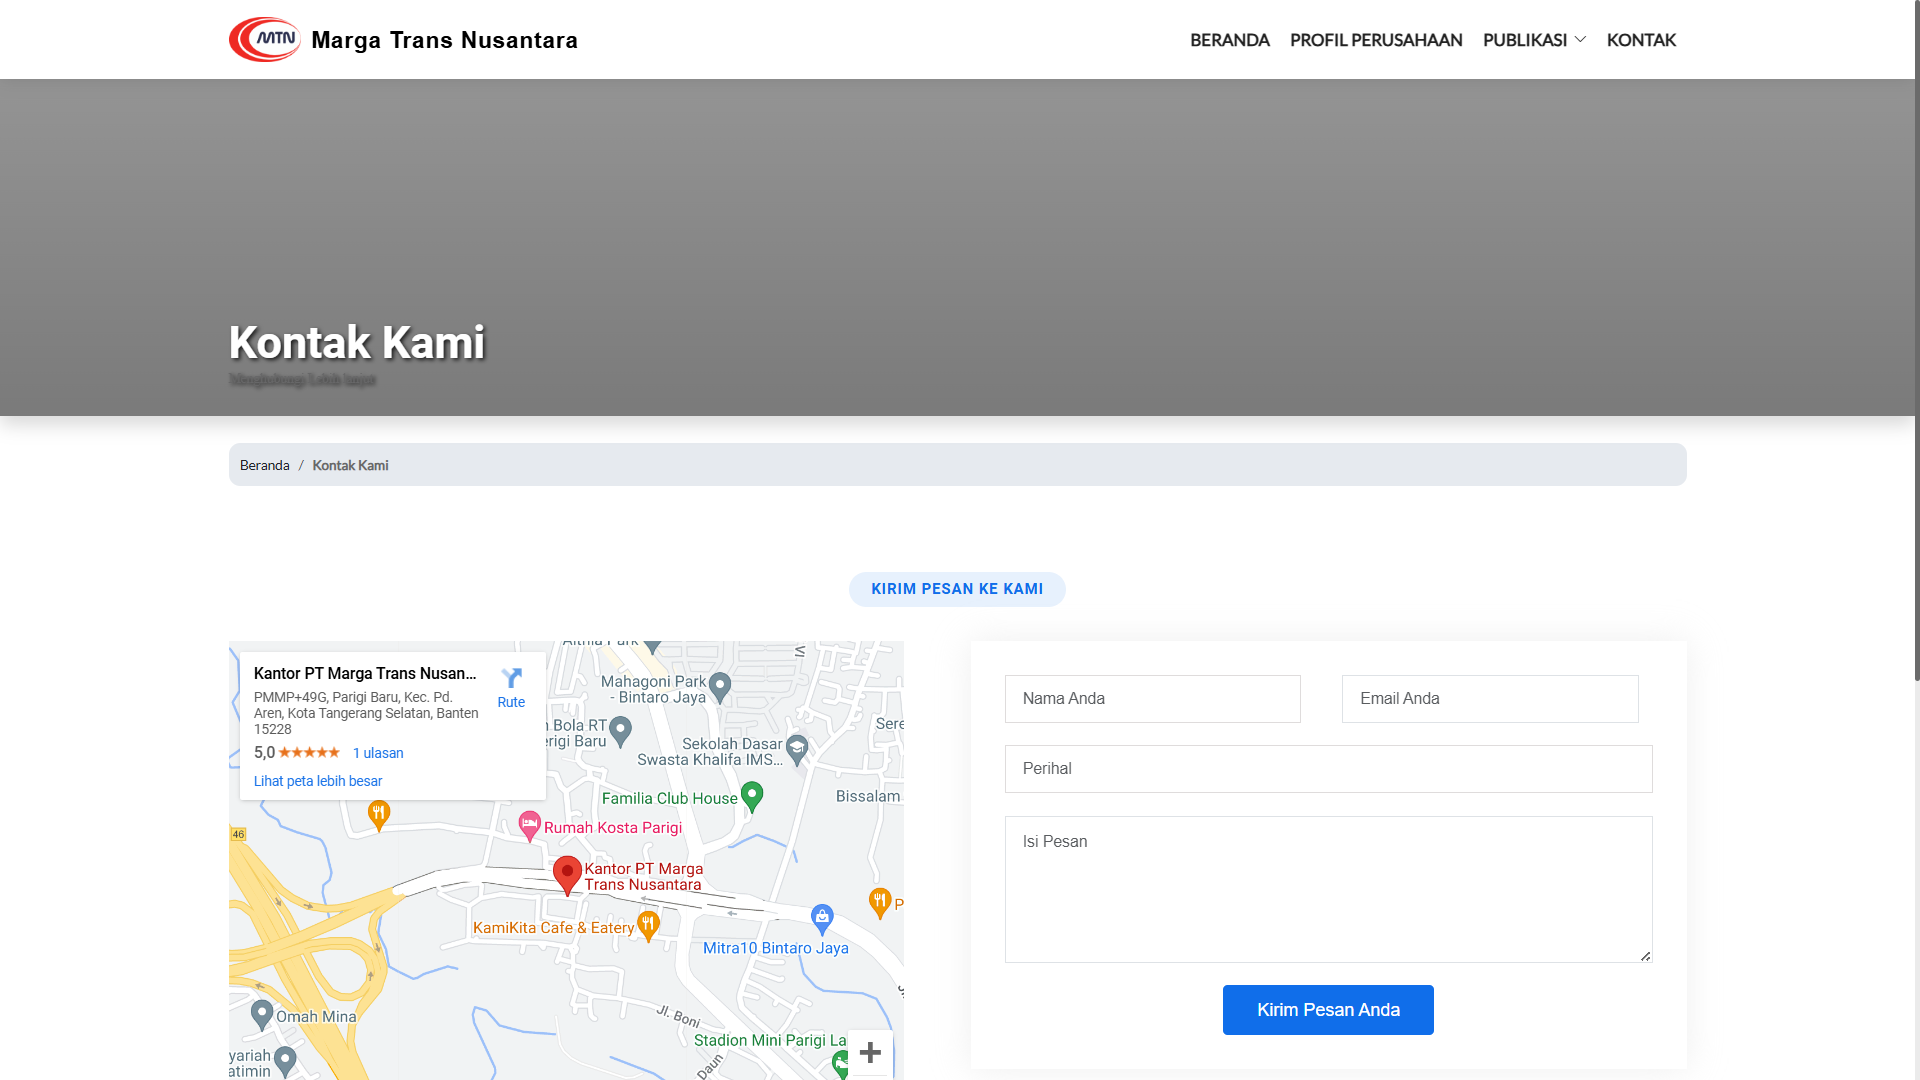 MTN
Marga Trans Nusantara
BERANDA
PROFIL PERUSAHAAN
PUBLIKASI
KONTAK
Kontak Kami
Menghubungi Lebih lanjut
Beranda / Kontak Kami
KIRIM PESAN KE KAMI
Kantor PT Marga Trans Nusan...
PMMP+49G, Parigi Baru, Kec. Pd.
Aren, Kota Tangerang Selatan, Banten
15228
5,0 ★★★★★ 1 ulasan
Lihat peta lebih besar
Rute
Althia Park
VI
Mahagoni Park
- Bintaro Jaya
Bola RT
erigi Baru
Sere
Sekolah Dasar
Swasta Khalifa IMS...
Familia Club House
Bissalam
46
Rumah Kosta Parigi
Kantor PT Marga
Trans Nusantara
P
KamiKita Cafe & Eatery
Mitra10 Bintaro Jaya
Omah Mina
Jl. Boni
Stadion Mini Parigi La
Daun
yariah
atimin
Nama Anda
Email Anda
Perihal
Isi Pesan
Kirim Pesan Anda